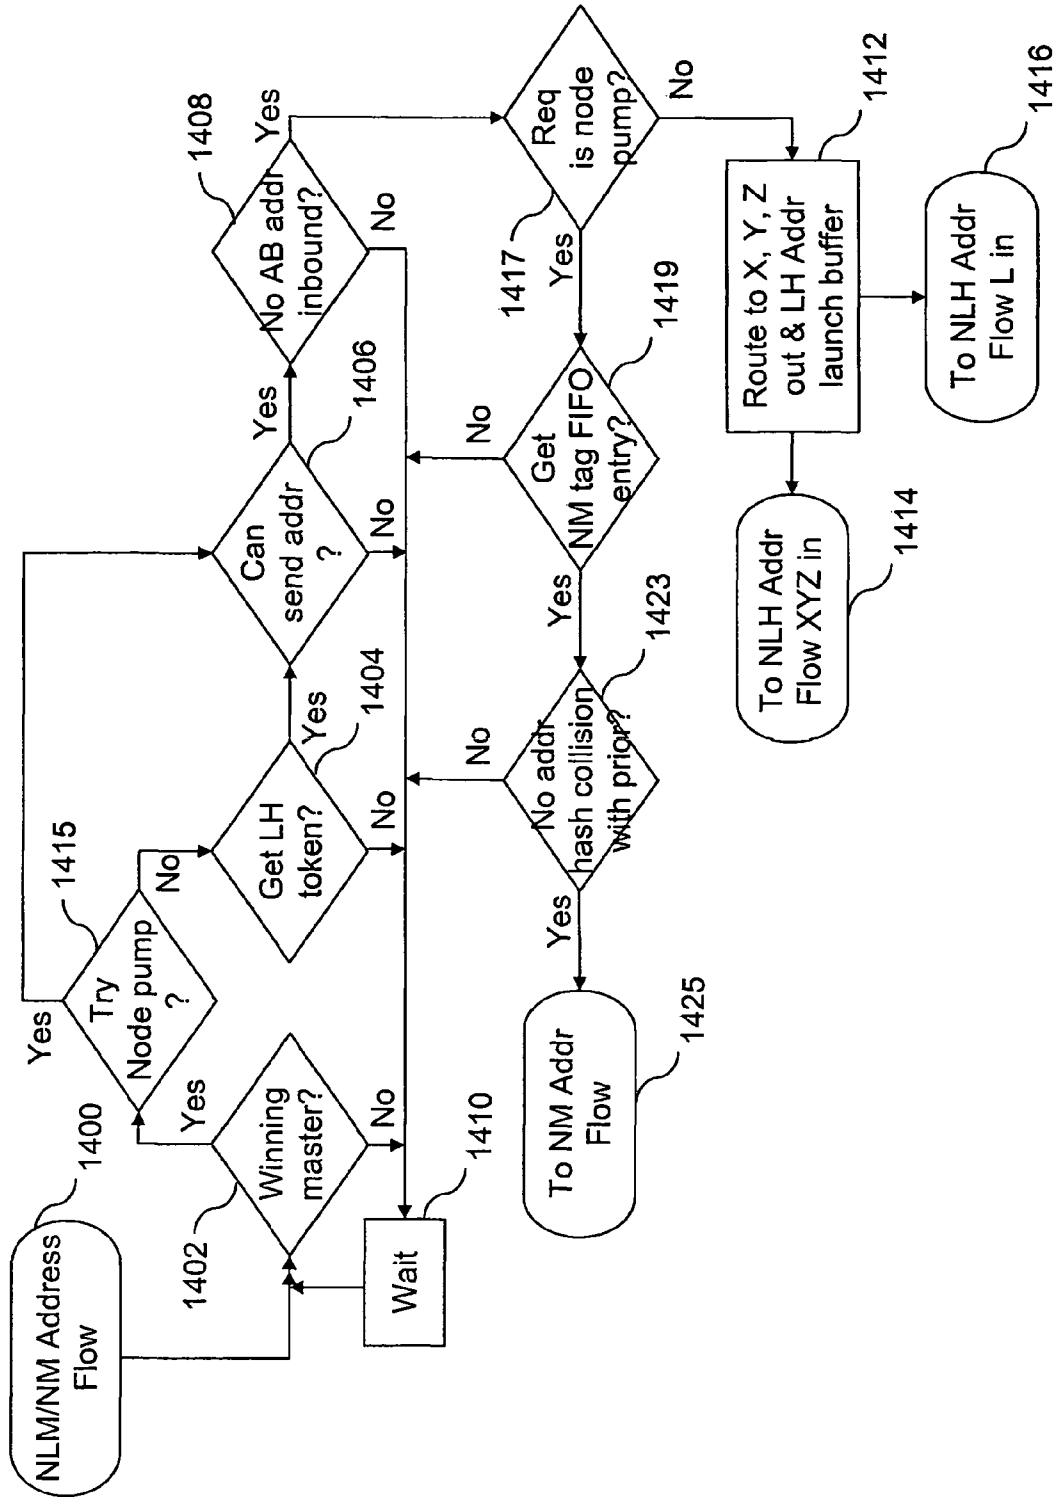 NLM/NM Address
Flow
1400
1402
Winning
master?
Yes
No
Wait
1410
Try
Node pump
?
1415
Yes
No
Get LH
token?
1404
Yes
No
Can
send addr
?
1406
Yes
No
No AB addr
inbound?
1408
Yes
No
Req
is node
pump?
1417
Yes
No
Get
NM tag FIFO
entry?
1419
No
Yes
No addr
hash collision
with prior?
1423
No
Yes
To NM Addr
Flow
1425
Route to X, Y, Z
out & LH Addr
launch buffer
1412
To NLH Addr
Flow XYZ in
1414
To NLH Addr
Flow L in
1416